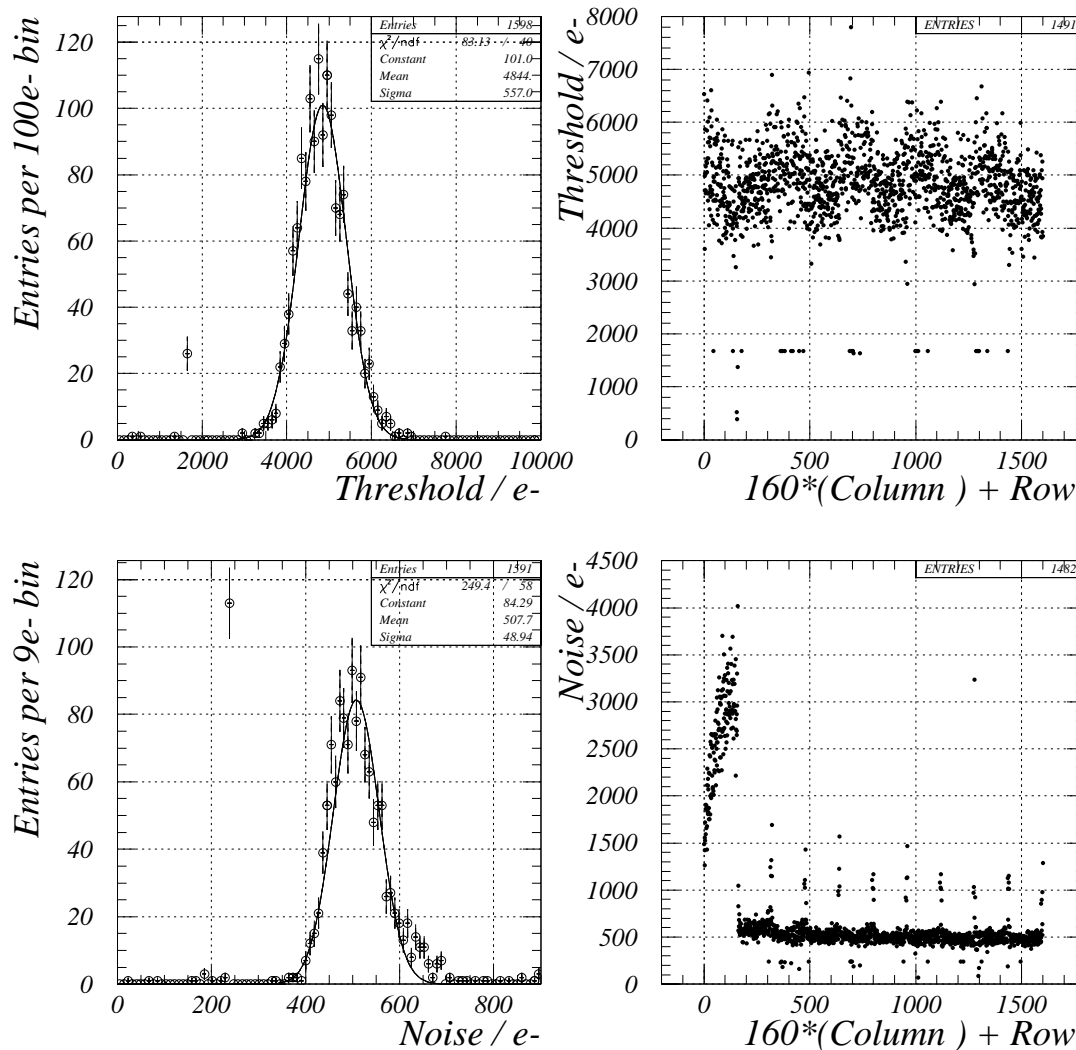 Entries 1598
χ²/ndf 83.13 / 40
Constant 101.0
Mean 4844.
Sigma 557.0
Entries per 100e- bin
120
100
80
60
40
20
0
0 2000 4000 6000 8000 10000
Threshold / e-
ENTRIES 1491
Threshold / e-
8000
7000
6000
5000
4000
3000
2000
1000
0
0 500 1000 1500
160*(Column ) + Row
Entries 1591
χ²/ndf 249.4 / 58
Constant 84.29
Mean 507.7
Sigma 48.94
Entries per 9e- bin
120
100
80
60
40
20
0
0 200 400 600 800
Noise / e-
ENTRIES 1482
Noise / e-
4500
4000
3500
3000
2500
2000
1500
1000
500
0
0 500 1000 1500
160*(Column ) + Row